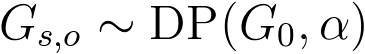 G_{s,o} ∼ DP(G_0, α)